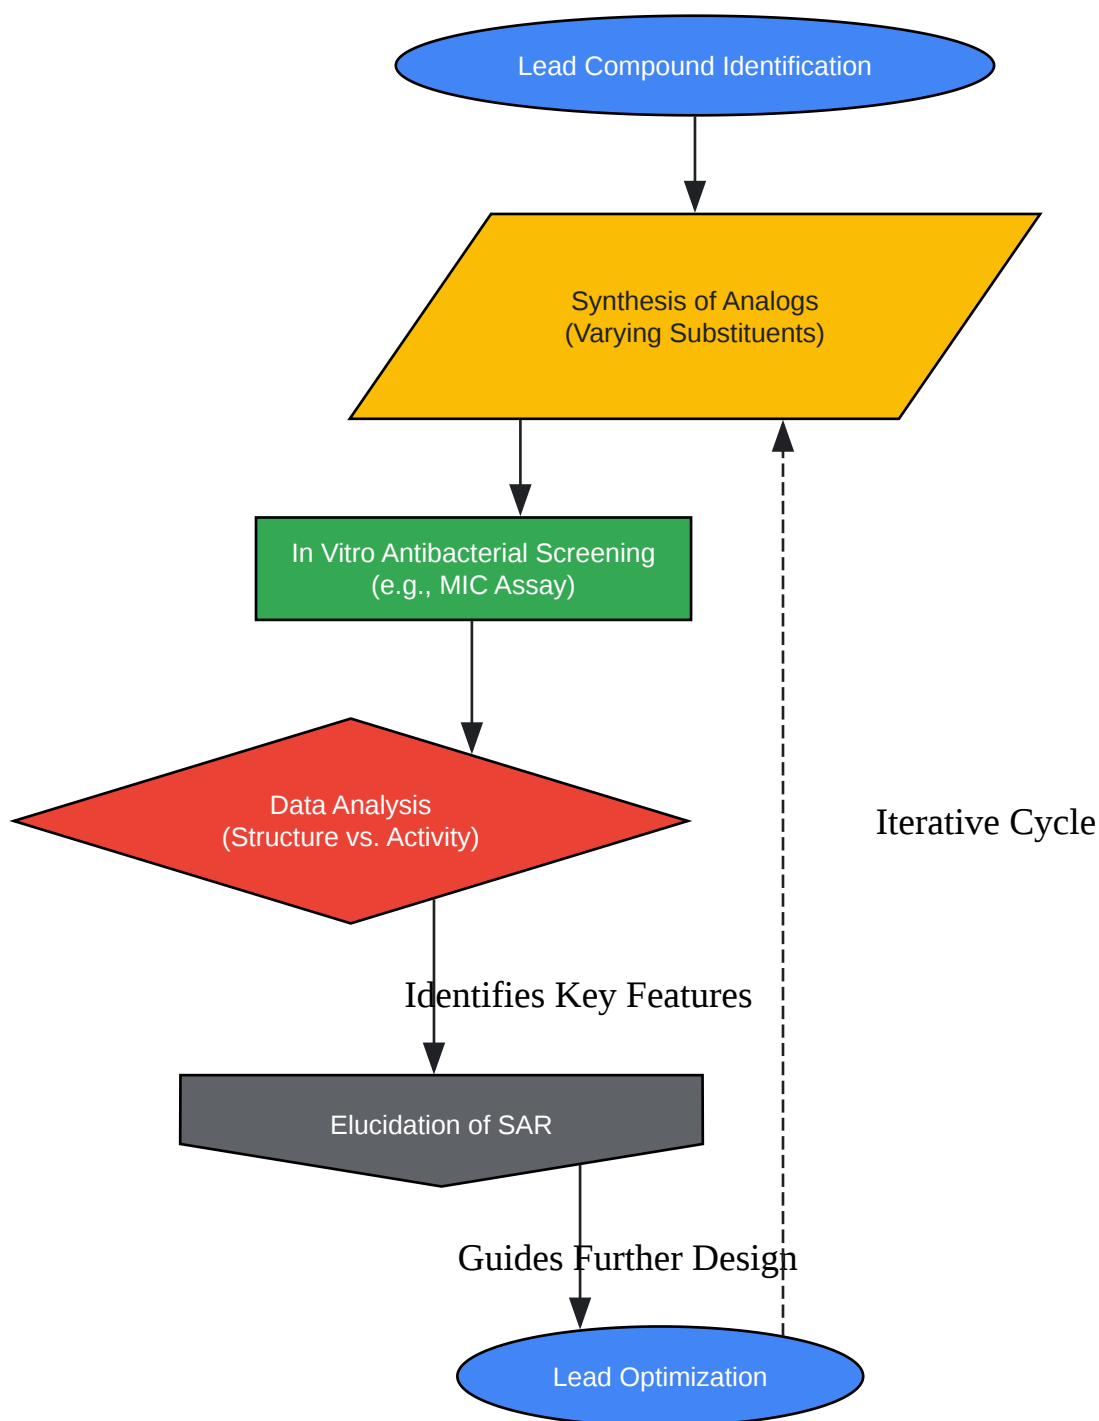 Lead Compound Identification
Synthesis of Analogs
(Varying Substituents)
In Vitro Antibacterial Screening
(e.g., MIC Assay)
Data Analysis
(Structure vs. Activity)
Iterative Cycle
Identifies Key Features
Elucidation of SAR
Guides Further Design
Lead Optimization